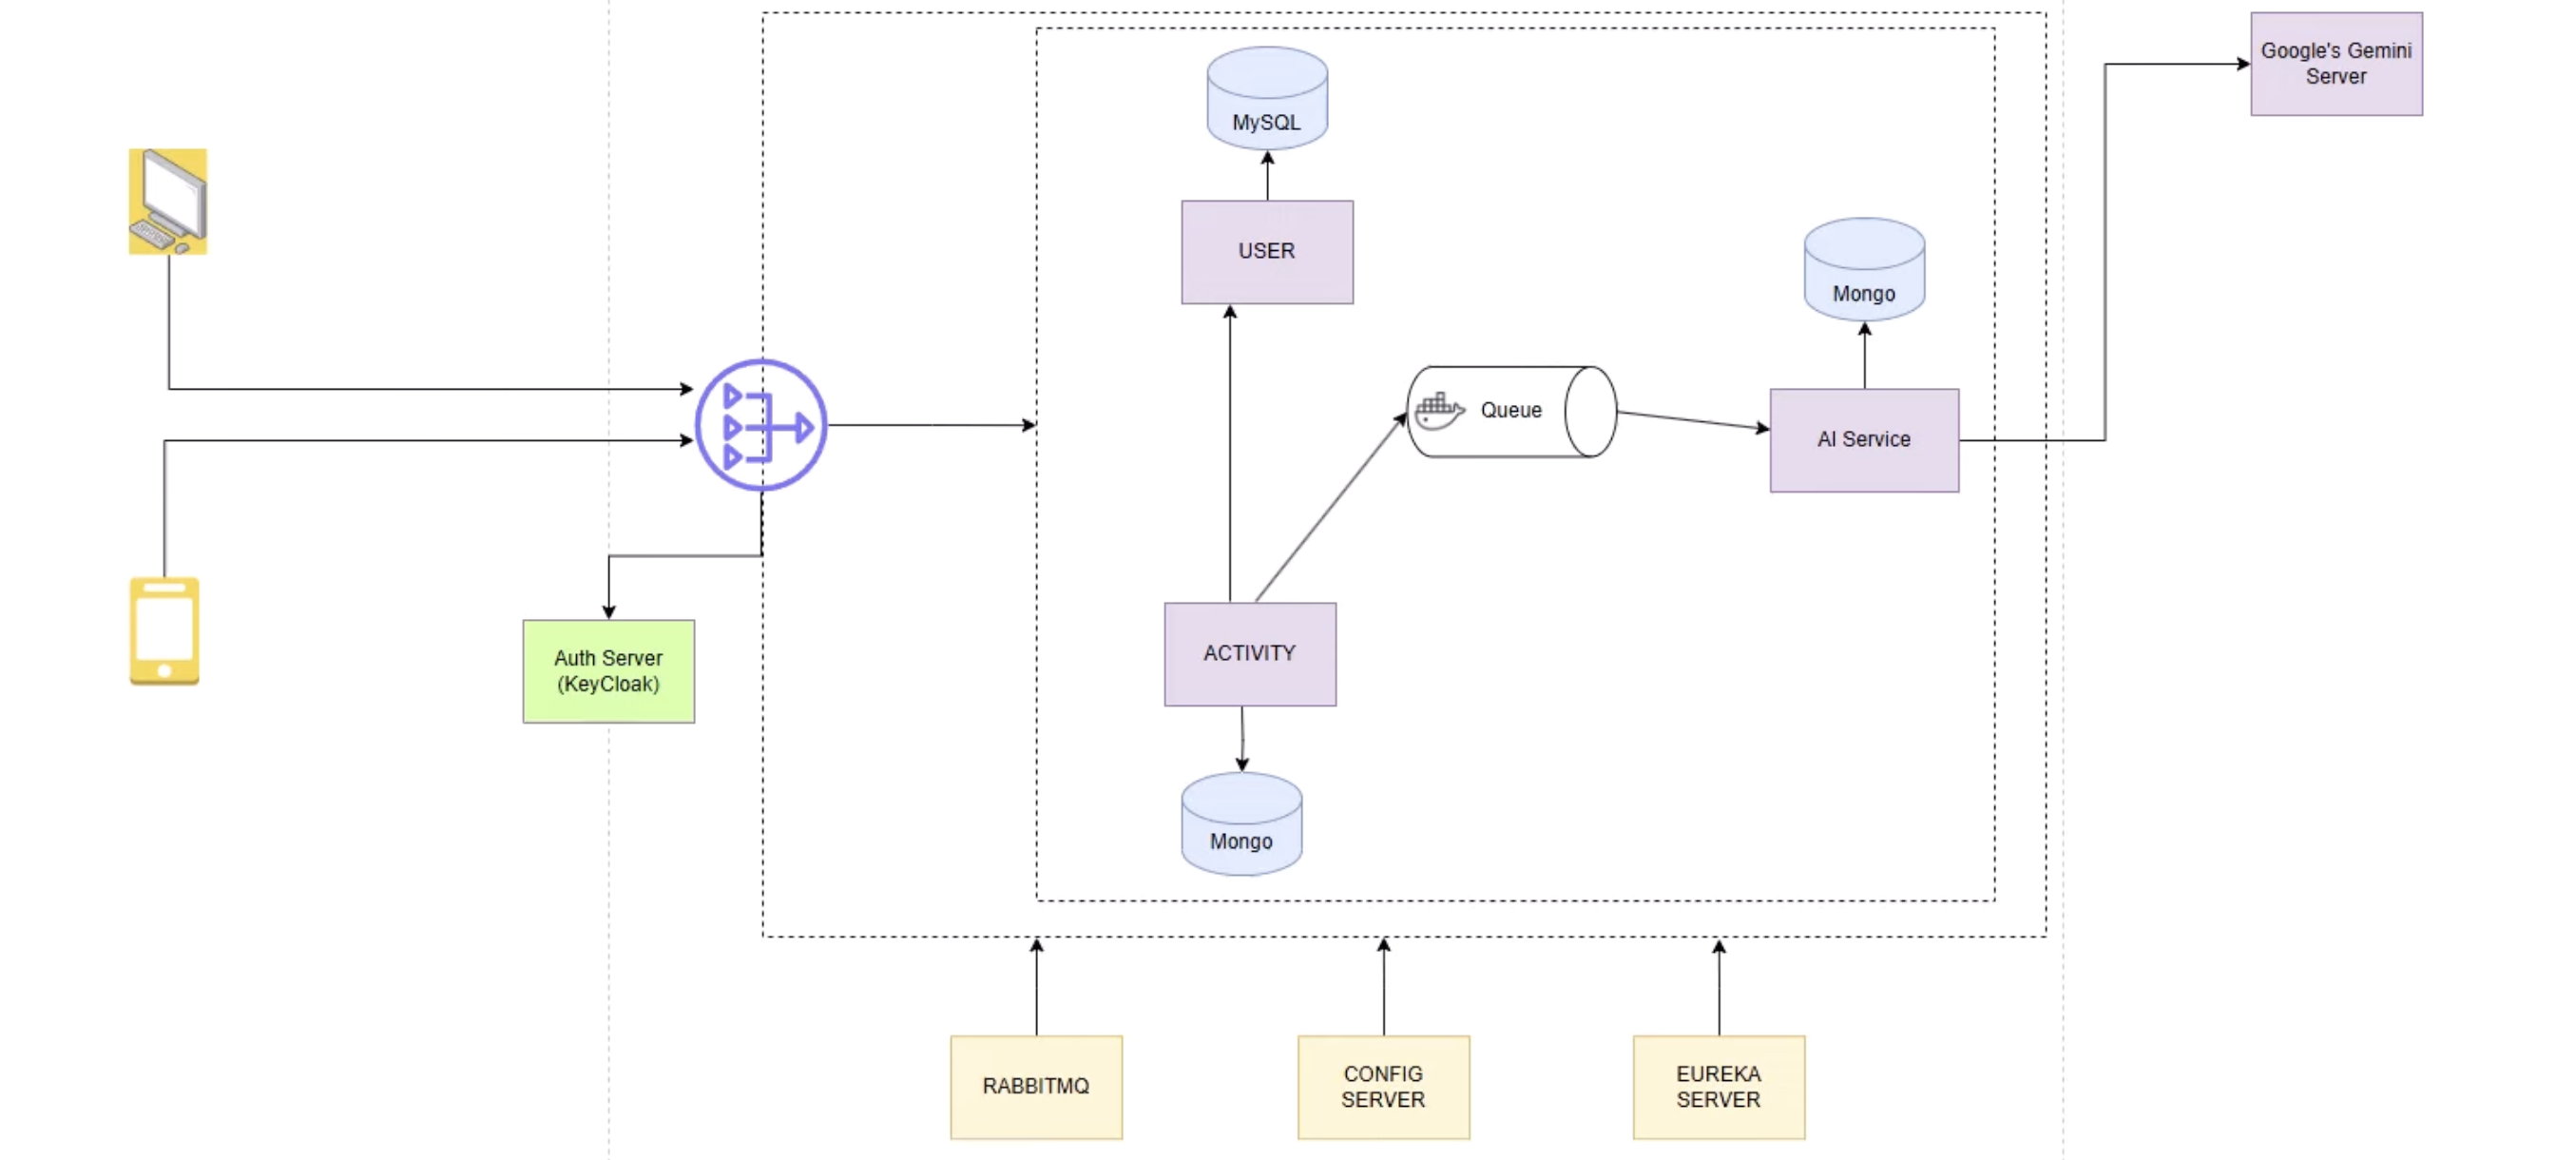 Google's Gemini
Server
MySQL
USER
Mongo
Queue
AI Service
Auth Server
(KeyCloak)
ACTIVITY
Mongo
RABBITMQ
CONFIG
SERVER
EUREKA
SERVER